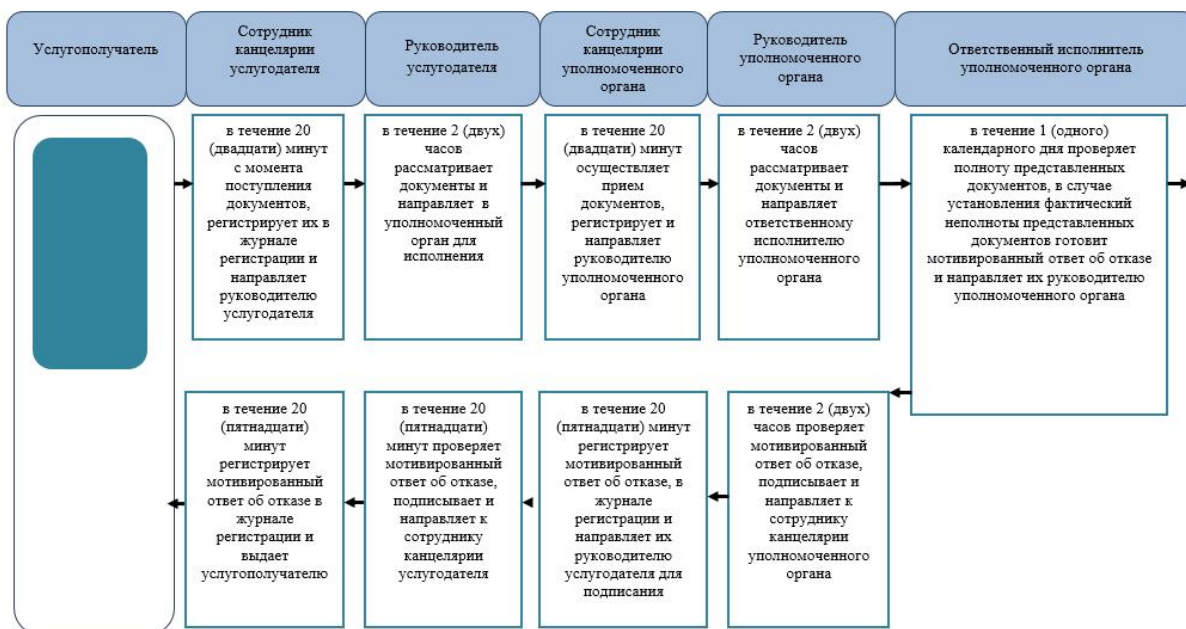 Услугополучатель
Сотрудник
канцелярии
услугодателя
Руководитель
услугодателя
Сотрудник
канцелярии
уполномоченного
органа
Руководитель
уполномоченного
органа
Ответственный исполнитель
уполномоченного органа
в течение 20
(двадцати) минут
с момента
поступления
документов,
регистрирует их в
журнале
регистрации и
направляет
руководителю
услугодателя
в течение 2 (двух)
часов
рассматривает
документы и
направляет в
уполномоченный
орган для
исполнения
в течение 20
(двадцати) минут
осуществляет
прием
документов,
регистрирует и
направляет
руководителю
уполномоченного
органа
в течение 2 (двух)
часов
рассматривает
документы и
направляет
ответственному
исполнителю
уполномоченного
органа
в течение 1 (одного)
календарного дня проверяет
полноту представленных
документов, в случае
установления фактический
неполноты представленных
документов готовит
мотивированный ответ об отказе
и направляет их руководителю
уполномоченного органа
в течение 20
(пятнадцати)
минут
регистрирует
мотивированный
ответ об отказе в
журнале
регистрации и
выдает
услугополучателю
в течение 20
(пятнадцати)
минут проверяет
мотивированный
ответ об отказе,
подписывает и
направляет к
сотруднику
канцелярии
услугодателя
в течение 20
(пятнадцати) минут
регистрирует
мотивированный
ответ об отказе, в
журнале
регистрации и
направляет их
руководителю
услугодателя для
подписания
в течение 2 (двух)
часов проверяет
мотивированный
ответ об отказе,
подписывает и
направляет к
сотруднику
канцелярии
уполномоченного
органа